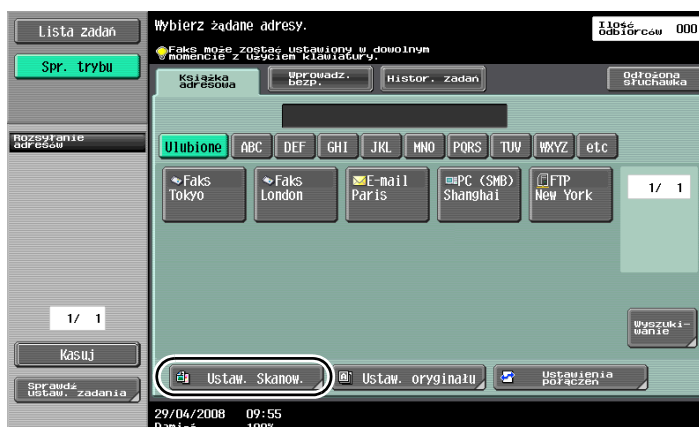 Lista zadań
Spr. trybu
Rozsyłanie
adresów
1/ 1
Kasuj
Sprawdź
ustaw. zadania
Wybierz żądane adresy.
Ilość
odbiorców 000
Faks może zostać ustawiony w dowolnym
momencie z użyciem klawiatury.
Książka
adresowa
Wprowadz.
bezp.
Histor. zadań
Odłożona
słuchawka
Ulubione ABC DEF GHI JKL MNO PQRS TUV WXYZ etc
Faks
Tokyo
Faks
London
E-mail
Paris
PC (SMB)
Shanghai
FTP
New York
1/ 1
Wyszuki-
wanie
Ustaw. Skanow.
Ustaw. oryginału
Ustawienia
połączeń
29/04/2008 09:55
Pamięć 100%